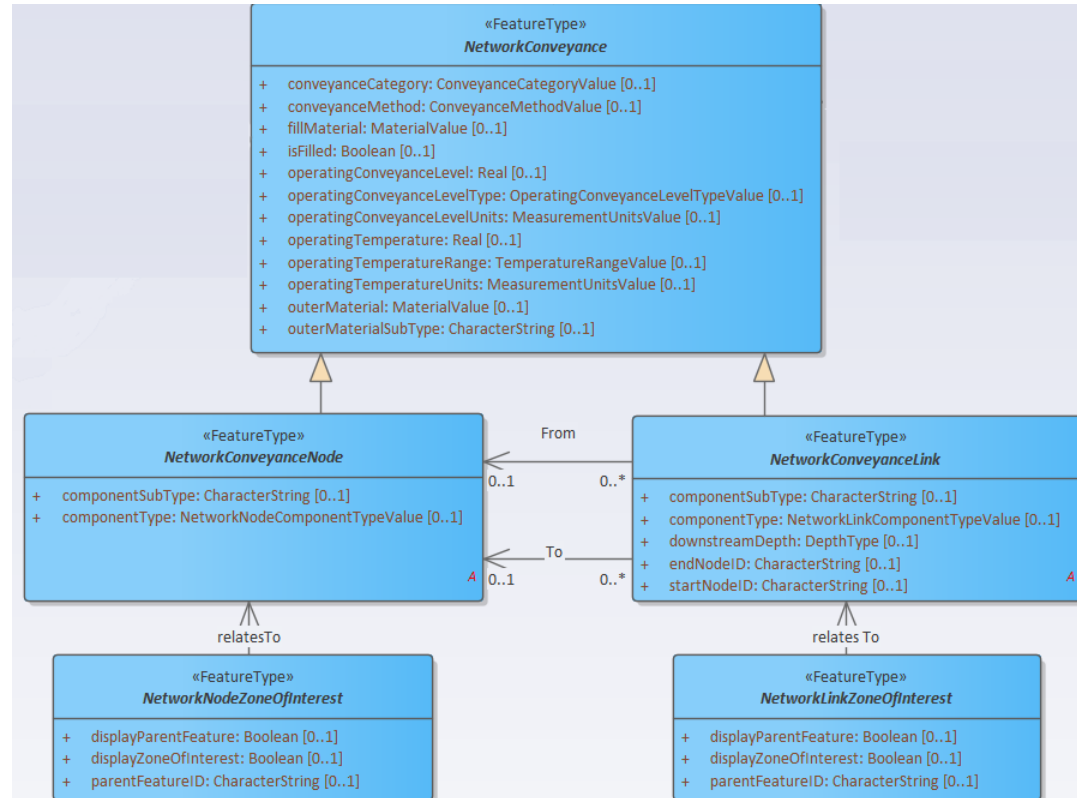 «FeatureType»
NetworkConveyance
+ conveyanceCategory: ConveyanceCategoryValue [0..1]
+ conveyanceMethod: ConveyanceMethodValue [0..1]
+ fillMaterial: MaterialValue [0..1]
+ isFilled: Boolean [0..1]
+ operatingConveyanceLevel: Real [0..1]
+ operatingConveyanceLevelType: OperatingConveyanceLevelTypeValue [0..1]
+ operatingConveyanceLevelUnits: MeasurementUnitsValue [0..1]
+ operatingTemperature: Real [0..1]
+ operatingTemperatureRange: TemperatureRangeValue [0..1]
+ operatingTemperatureUnits: MeasurementUnitsValue [0..1]
+ outerMaterial: MaterialValue [0..1]
+ outerMaterialSubType: CharacterString [0..1]
«FeatureType»
NetworkConveyanceNode
+ componentSubType: CharacterString [0..1]
+ componentType: NetworkNodeComponentTypeValue [0..1]
A
From
0..1
0..*
To
0..1
0..*
«FeatureType»
NetworkConveyanceLink
+ componentSubType: CharacterString [0..1]
+ componentType: NetworkLinkComponentTypeValue [0..1]
+ downstreamDepth: DepthType [0..1]
+ endNodeID: CharacterString [0..1]
+ startNodeID: CharacterString [0..1]
A
relatesTo
«FeatureType»
NetworkNodeZoneOfInterest
+ displayParentFeature: Boolean [0..1]
+ displayZoneOfInterest: Boolean [0..1]
+ parentFeatureID: CharacterString [0..1]
relates To
«FeatureType»
NetworkLinkZoneOfInterest
+ displayParentFeature: Boolean [0..1]
+ displayZoneOfInterest: Boolean [0..1]
+ parentFeatureID: CharacterString [0..1]